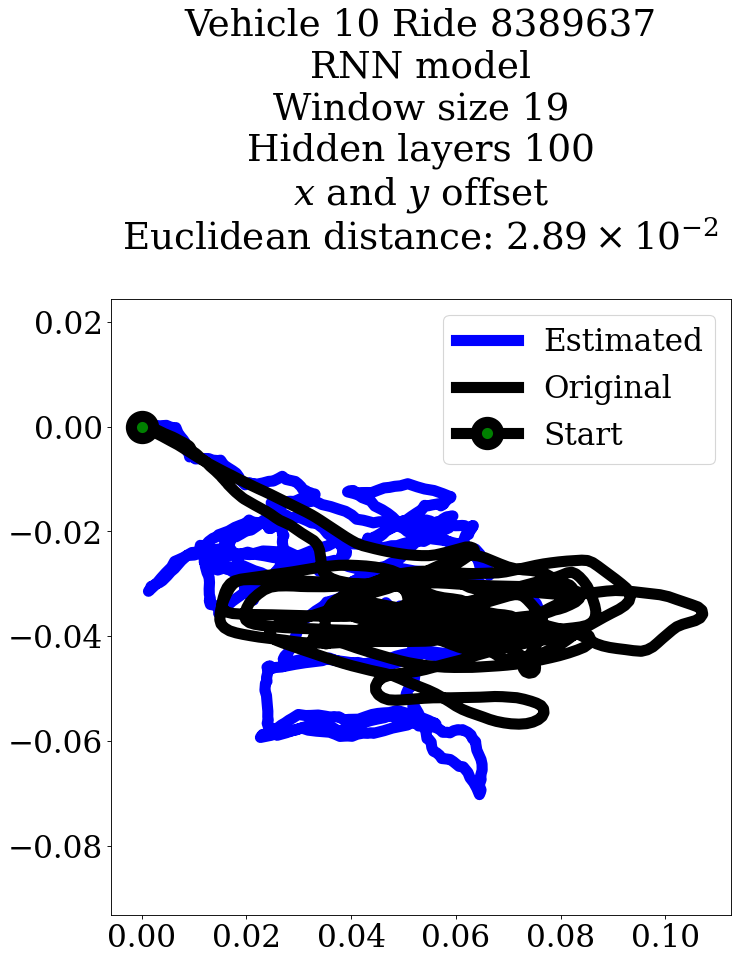 Vehicle 10 Ride 8389637
RNN model
Window size 19
Hidden layers 100
x and y offset
Euclidean distance: 2.89 × 10⁻²
Estimated
Original
Start
0.02
0.00
−0.02
−0.04
−0.06
−0.08
0.00 0.02 0.04 0.06 0.08 0.10